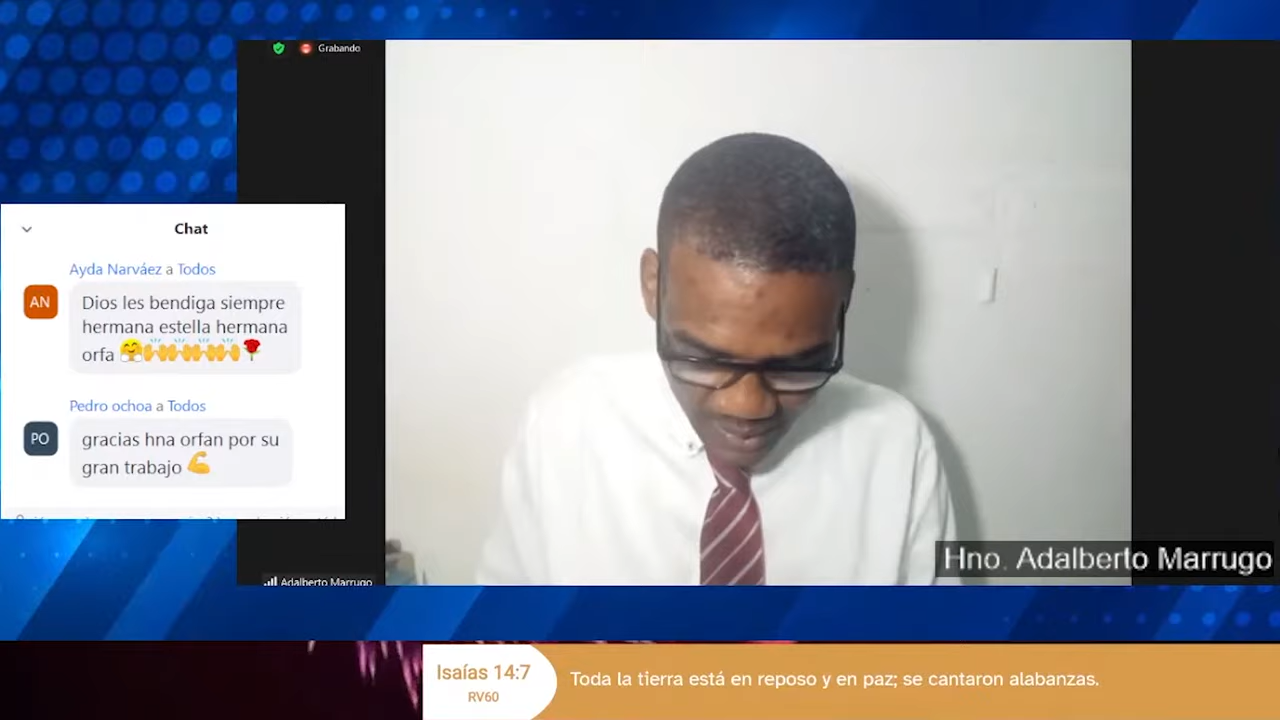 Grabando
Chat
Ayda Narváez a Todos
AN
Dios les bendiga siempre
hermana estella hermana
orfa 🤗🙌🙌🙌🙌🌹
Pedro ochoa a Todos
PO
gracias hna orfan por su
gran trabajo 💪
Adalberto Marrugo
Hno. Adalberto Marrugo
Isaías 14:7
RV60
Toda la tierra está en reposo y en paz; se cantaron alabanzas.